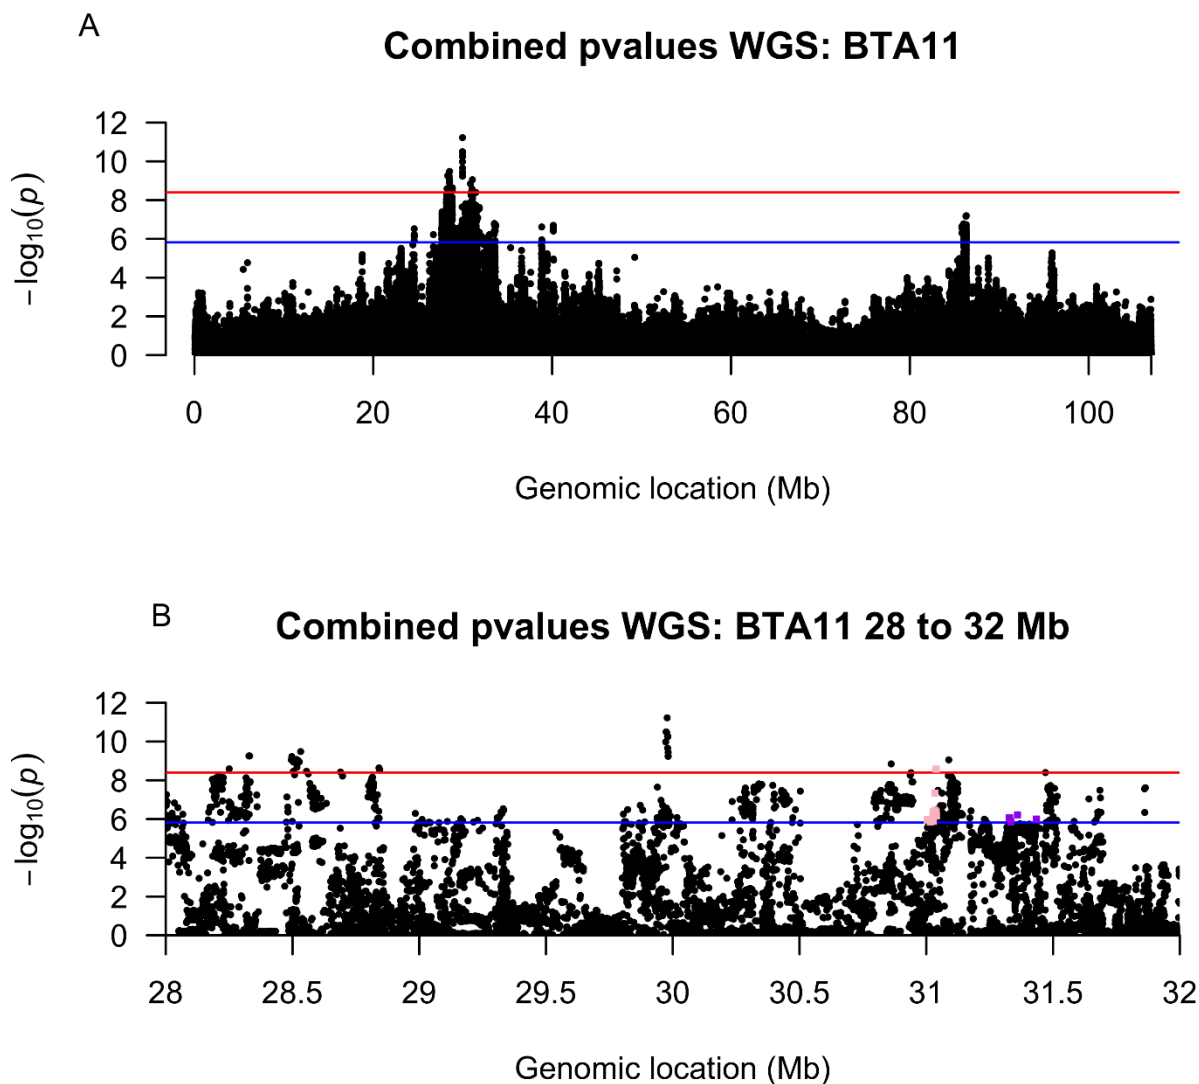 A
Combined pvalues WGS: BTA11
12
10
8
6
4
2
0
−log₁₀(p)
0 20 40 60 80 100
Genomic location (Mb)
B
Combined pvalues WGS: BTA11 28 to 32 Mb
12
10
8
6
4
2
0
−log₁₀(p)
28 28.5 29 29.5 30 30.5 31 31.5 32
Genomic location (Mb)